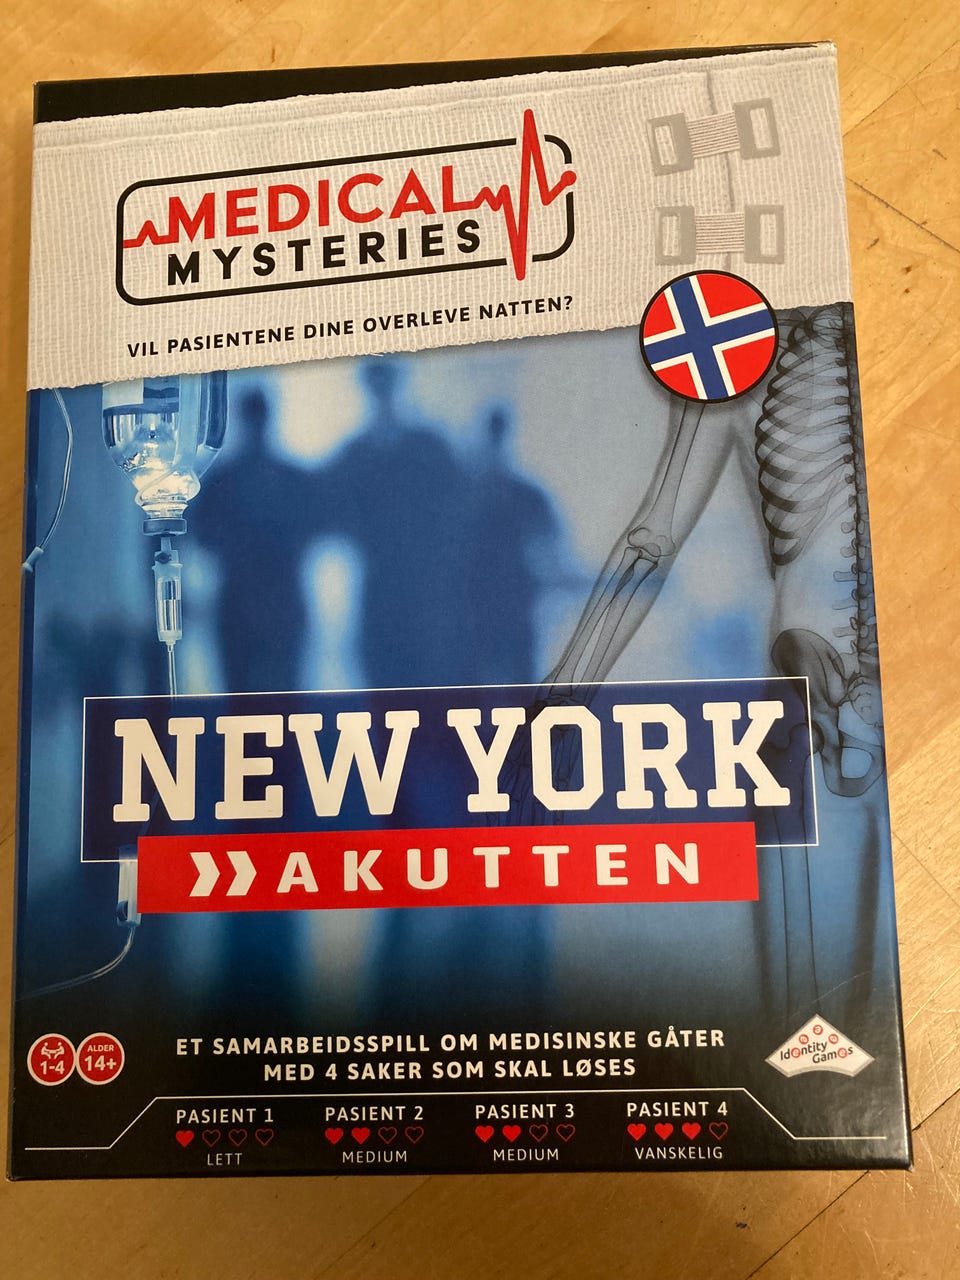 MEDICAL
MYSTERIES
VIL PASIENTENE DINE OVERLEVE NATTEN?
NEW YORK
AKUTTEN
ET SAMARBEIDSSPILL OM MEDISINSKE GÅTER
MED 4 SAKER SOM SKAL LØSES
1-4
ALDER
14+
Identity
Games
PASIENT 1
LETT
PASIENT 2
MEDIUM
PASIENT 3
MEDIUM
PASIENT 4
VANSKELIG